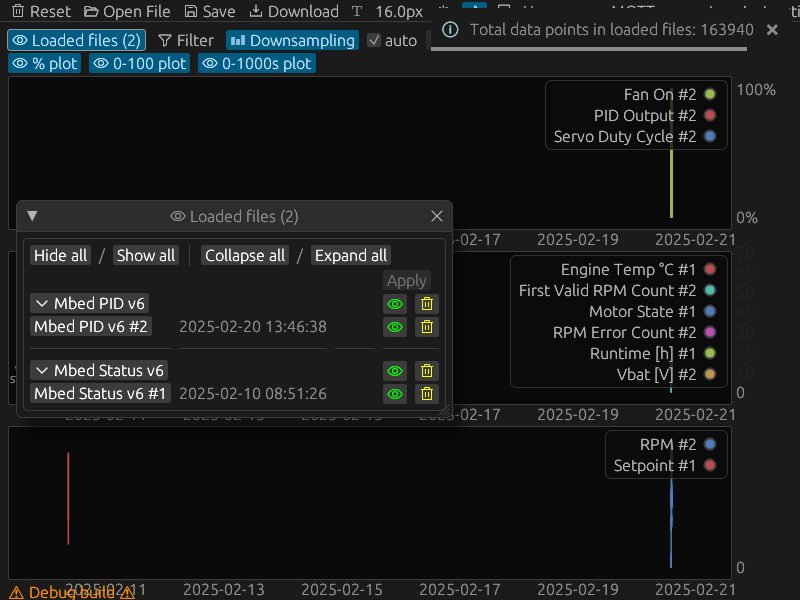 Reset Open File Save Download T 16.0px
Total data points in loaded files: 163940
Loaded files (2) Filter Downsampling auto
% plot 0-100 plot 0-1000s plot
Fan On #2
PID Output #2
Servo Duty Cycle #2
100%
0%
-02-17 2025-02-19 2025-02-21
Loaded files (2)
Hide all / Show all Collapse all / Expand all
Apply
Mbed PID v6
Mbed PID v6 #2 2025-02-20 13:46:38
Mbed Status v6
Mbed Status v6 #1 2025-02-10 08:51:26
Engine Temp °C #1
First Valid RPM Count #2
Motor State #1
RPM Error Count #2
Runtime [h] #1
Vbat [V] #2
0
-02-17 2025-02-19 2025-02-21
RPM #2
Setpoint #1
0
2025-02-11 2025-02-13 2025-02-15 2025-02-17 2025-02-19 2025-02-21
Debug build